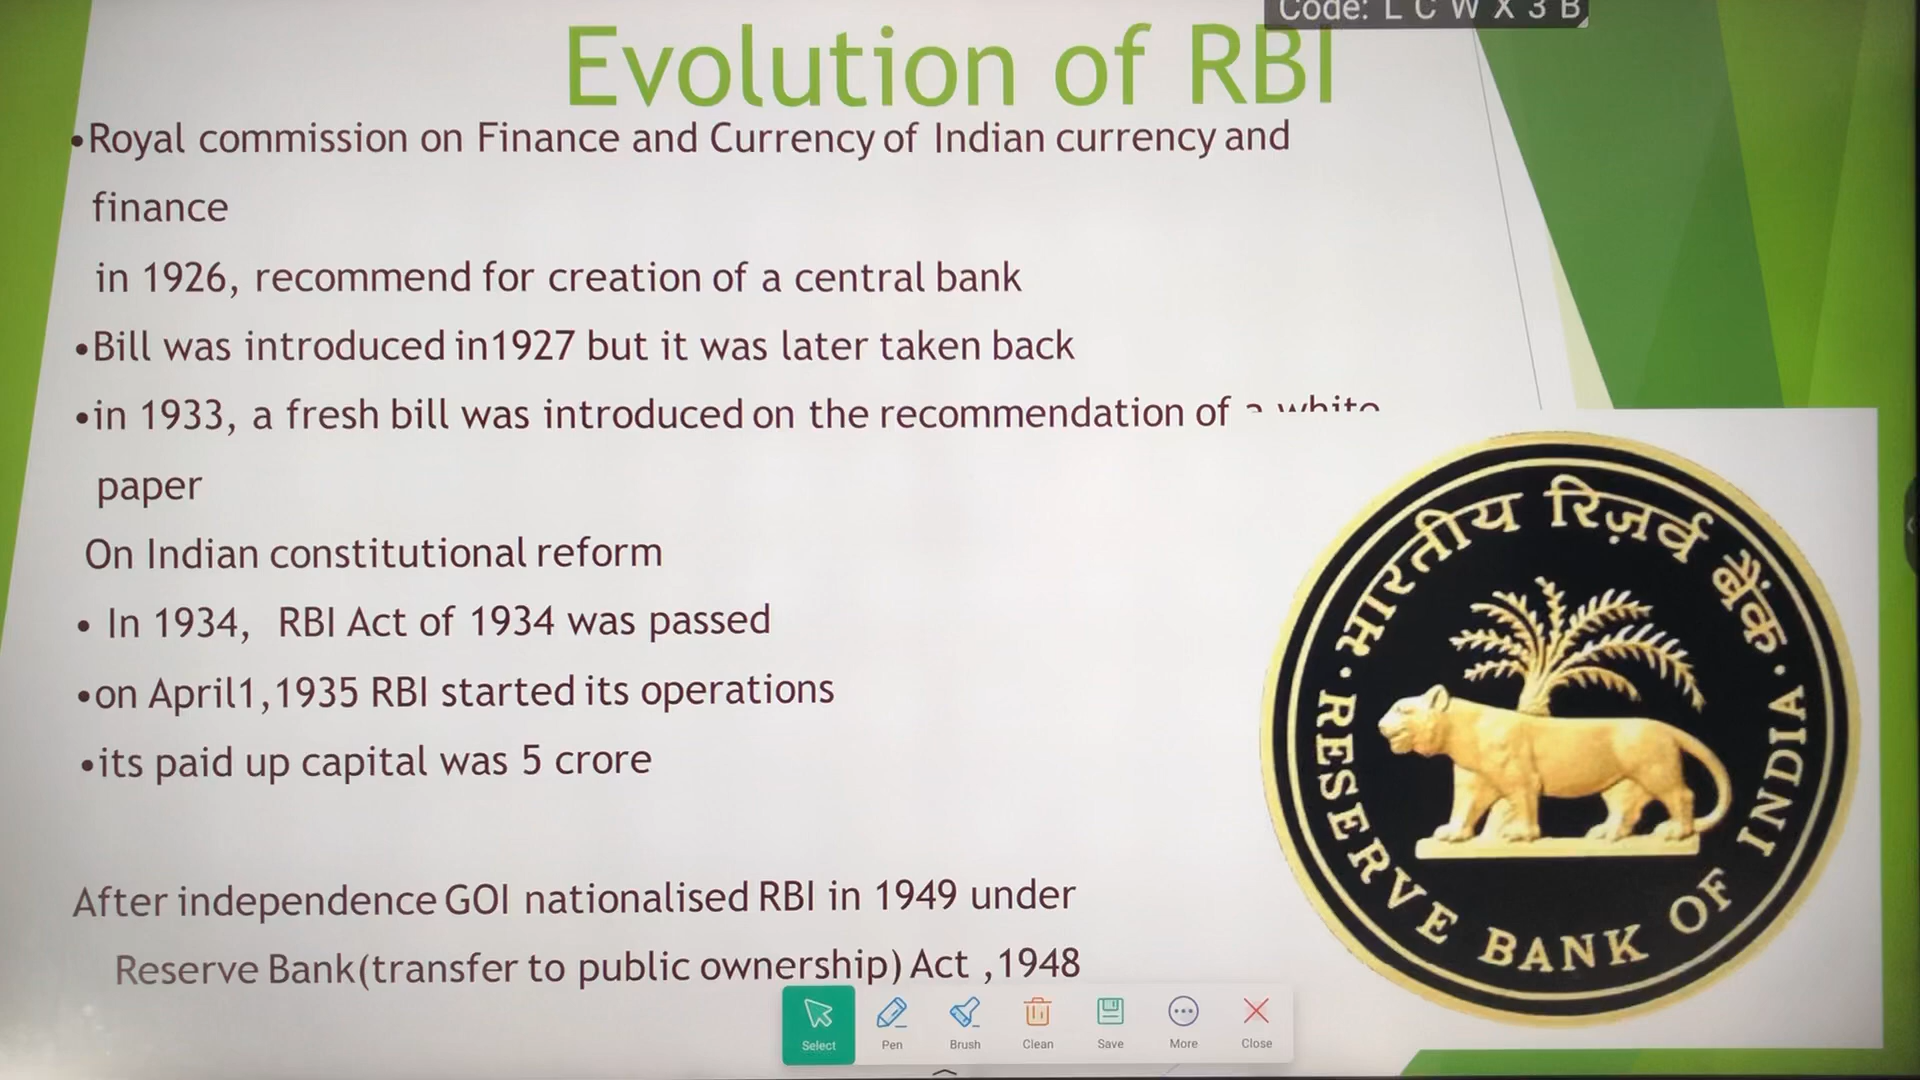 Code: L C W X 3 B
Evolution of RBI
•Royal commission on Finance and Currency of Indian currency and
finance
in 1926, recommend for creation of a central bank
•Bill was introduced in1927 but it was later taken back
•in 1933, a fresh bill was introduced on the recommendation of a white
paper
On Indian constitutional reform
• In 1934, RBI Act of 1934 was passed
•on April1,1935 RBI started its operations
•its paid up capital was 5 crore
After independence GOI nationalised RBI in 1949 under
Reserve Bank(transfer to public ownership) Act ,1948
भारतीय रिज़र्व बैंक
RESERVE BANK OF INDIA
Select Pen Brush Clean Save More Close